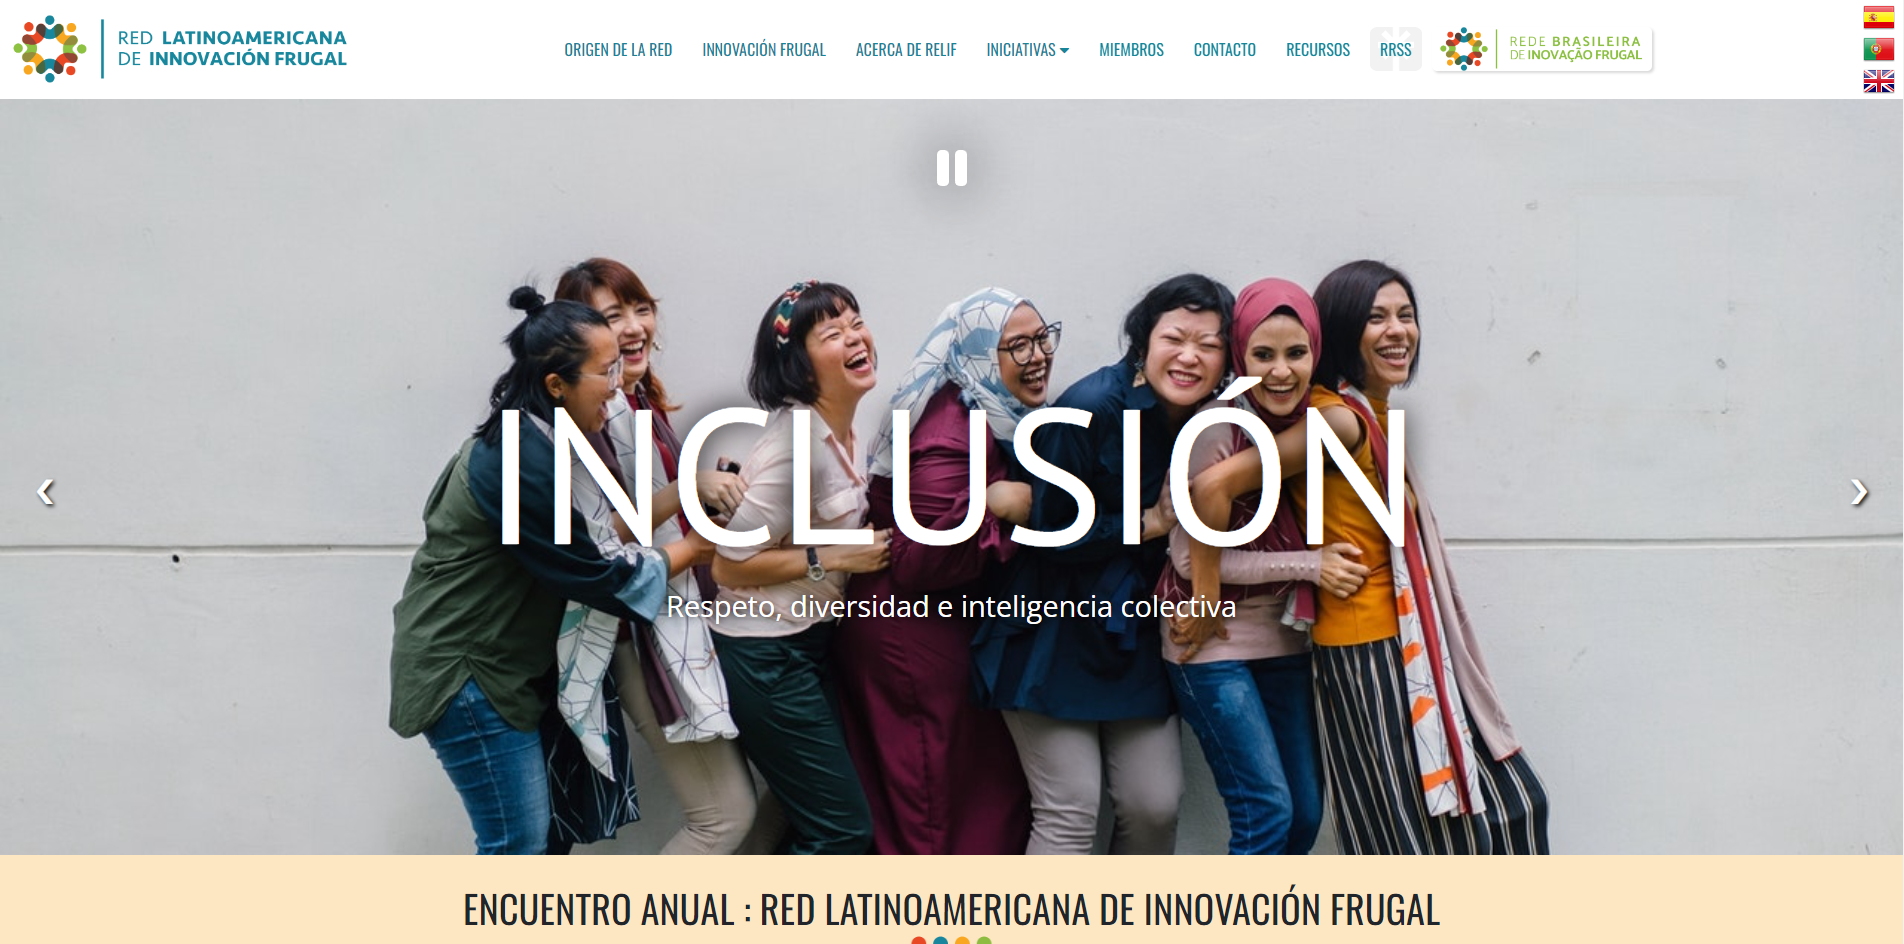 RED LATINOAMERICANA
DE INNOVACIÓN FRUGAL
ORIGEN DE LA RED
INNOVACIÓN FRUGAL
ACERCA DE RELIF
INICIATIVAS
MIEMBROS
CONTACTO
RECURSOS
RRSS
REDE BRASILEIRA
DE INOVAÇÃO FRUGAL
INCLUSIÓN
Respeto, diversidad e inteligencia colectiva
ENCUENTRO ANUAL : RED LATINOAMERICANA DE INNOVACIÓN FRUGAL